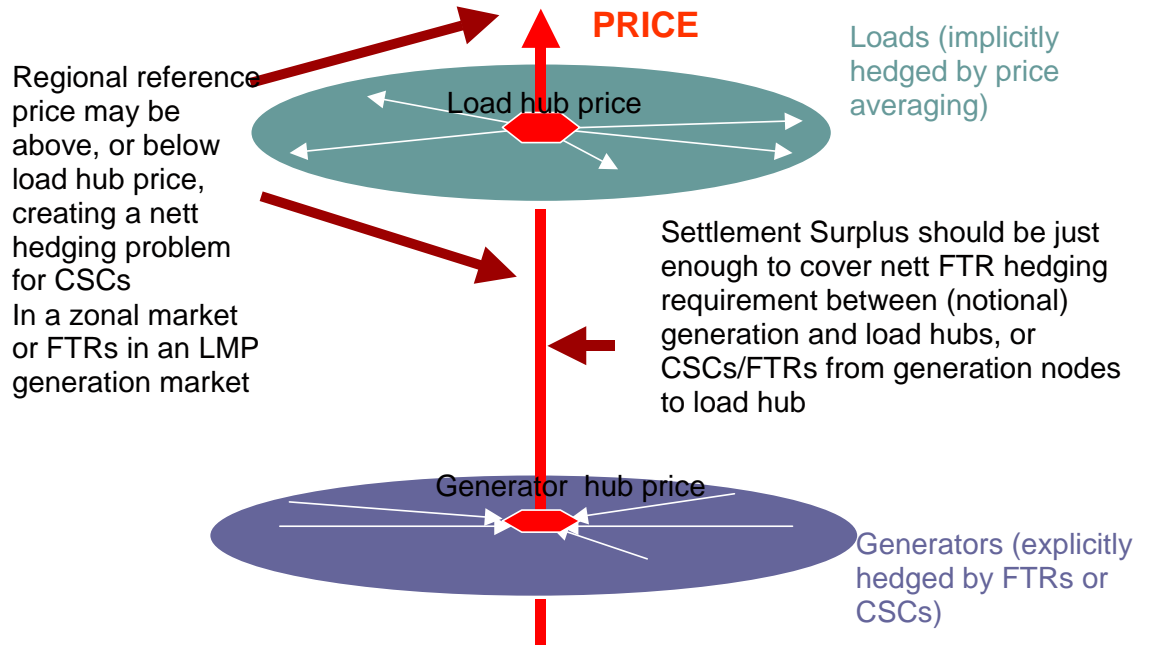 PRICE
Loads (implicitly
hedged by price
averaging)
Regional reference
price may be
above, or below
load hub price,
creating a nett
hedging problem
for CSCs
In a zonal market
or FTRs in an LMP
generation market
Load hub price
Settlement Surplus should be just
enough to cover nett FTR hedging
requirement between (notional)
generation and load hubs, or
CSCs/FTRs from generation nodes
to load hub
Generator hub price
Generators (explicitly
hedged by FTRs or
CSCs)